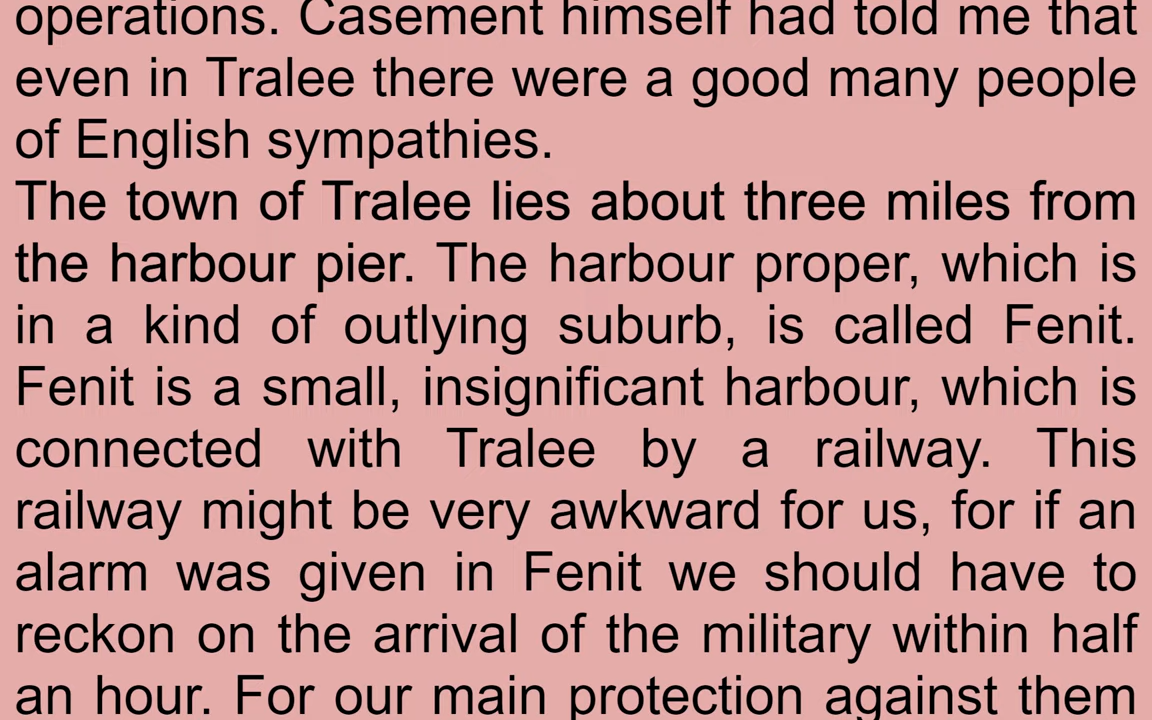 operations. Casement himself had told me that
even in Tralee there were a good many people
of English sympathies.
The town of Tralee lies about three miles from
the harbour pier. The harbour proper, which is
in a kind of outlying suburb, is called Fenit.
Fenit is a small, insignificant harbour, which is
connected with Tralee by a railway. This
railway might be very awkward for us, for if an
alarm was given in Fenit we should have to
reckon on the arrival of the military within half
an hour. For our main protection against them